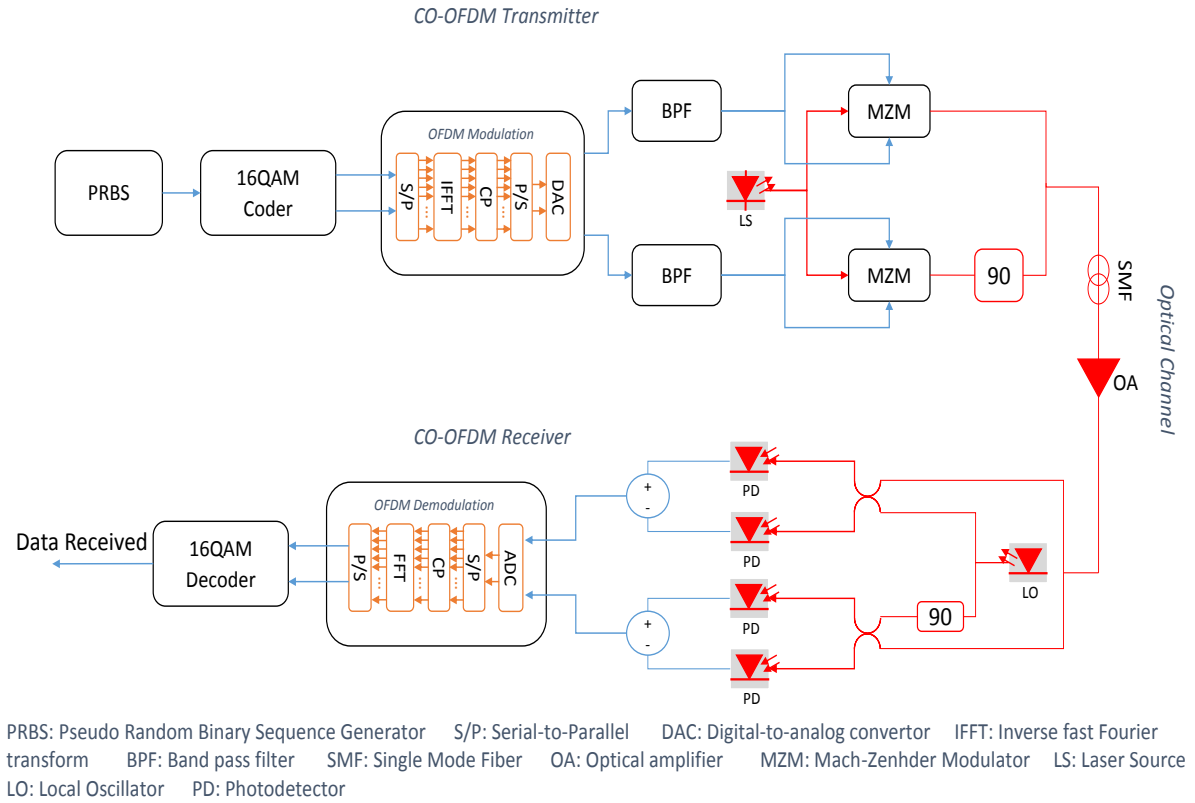 CO-OFDM Transmitter
OFDM Modulation
PRBS
16QAM
Coder
S/P
IFFT
CP
P/S
DAC
BPF
MZM
LS
BPF
MZM
90
SMF
OA
Optical Channel
CO-OFDM Receiver
PD
PD
LO
90
PD
PD
+
-
+
-
OFDM Demodulation
ADC
S/P
CP
FFT
P/S
16QAM
Decoder
Data Received
PRBS: Pseudo Random Binary Sequence Generator S/P: Serial-to-Parallel DAC: Digital-to-analog convertor IFFT: Inverse fast Fourier
transform BPF: Band pass filter SMF: Single Mode Fiber OA: Optical amplifier MZM: Mach-Zenhder Modulator LS: Laser Source
LO: Local Oscillator PD: Photodetector